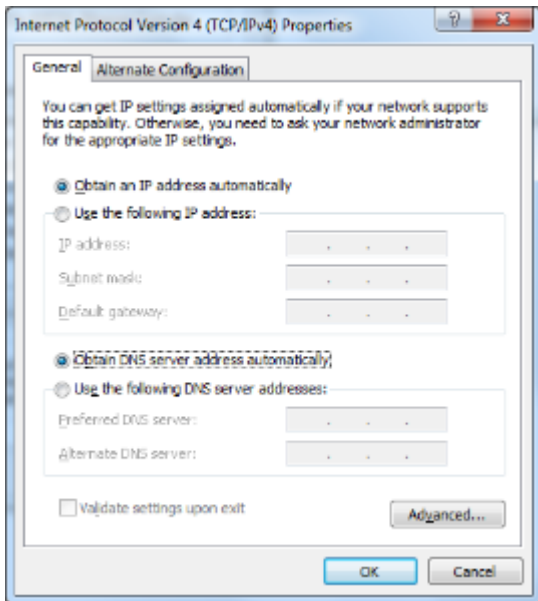 Internet Protocol Version 4 (TCP/IPv4) Properties
General Alternate Configuration
You can get IP settings assigned automatically if your network supports
this capability. Otherwise, you need to ask your network administrator
for the appropriate IP settings.
Obtain an IP address automatically
Use the following IP address:
IP address: . . .
Subnet mask: . . .
Default gateway: . . .
Obtain DNS server address automatically
Use the following DNS server addresses:
Preferred DNS server: . . .
Alternate DNS server: . . .
Validate settings upon exit
Advanced...
OK Cancel